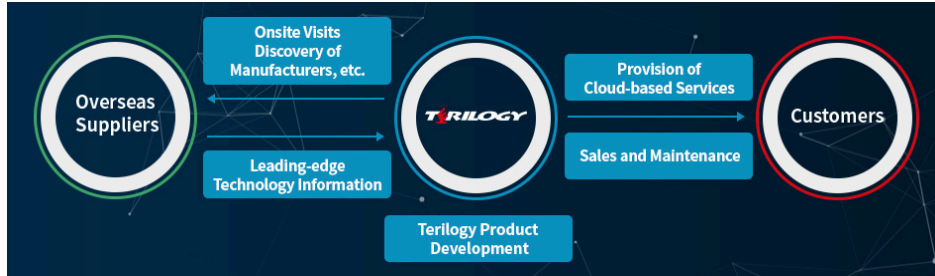 Onsite Visits
Discovery of
Manufacturers, etc.
Overseas
Suppliers
Leading-edge
Technology Information
TERILOGY
Terilogy Product
Development
Provision of
Cloud-based Services
Sales and Maintenance
Customers